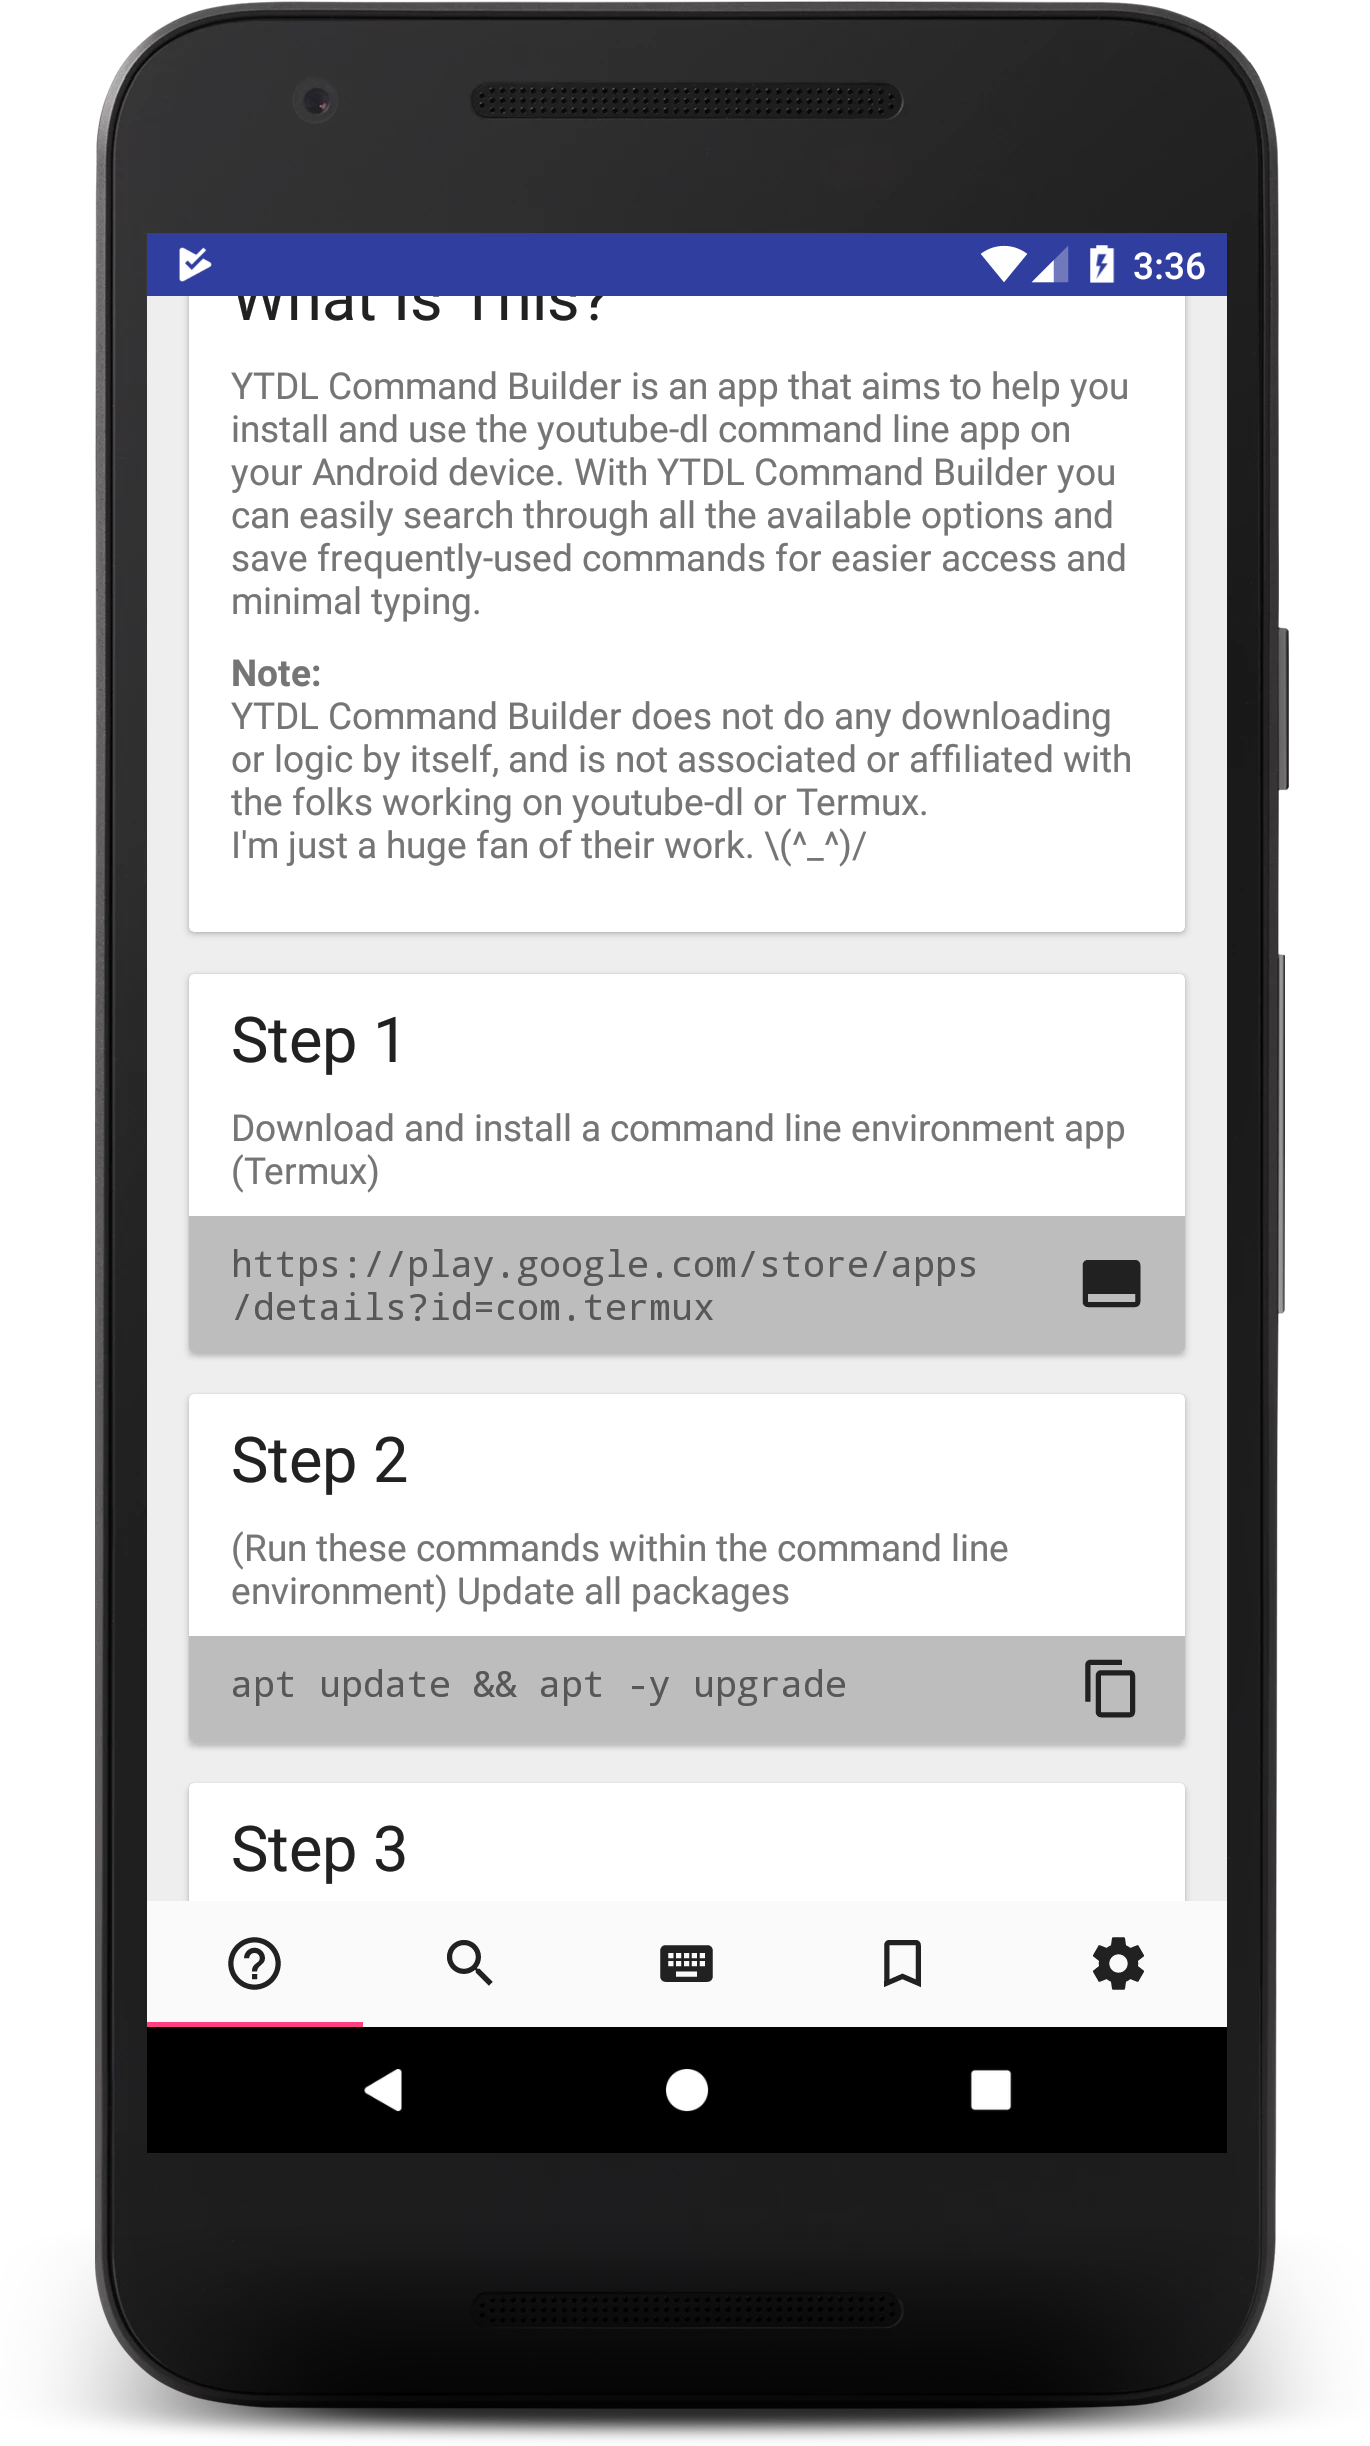 3:36
What Is This?
YTDL Command Builder is an app that aims to help you
install and use the youtube-dl command line app on
your Android device. With YTDL Command Builder you
can easily search through all the available options and
save frequently-used commands for easier access and
minimal typing.
Note:
YTDL Command Builder does not do any downloading
or logic by itself, and is not associated or affiliated with
the folks working on youtube-dl or Termux.
I'm just a huge fan of their work. \(^_^)/
Step 1
Download and install a command line environment app
(Termux)
https://play.google.com/store/apps
/details?id=com.termux
Step 2
(Run these commands within the command line
environment) Update all packages
apt update && apt -y upgrade
Step 3